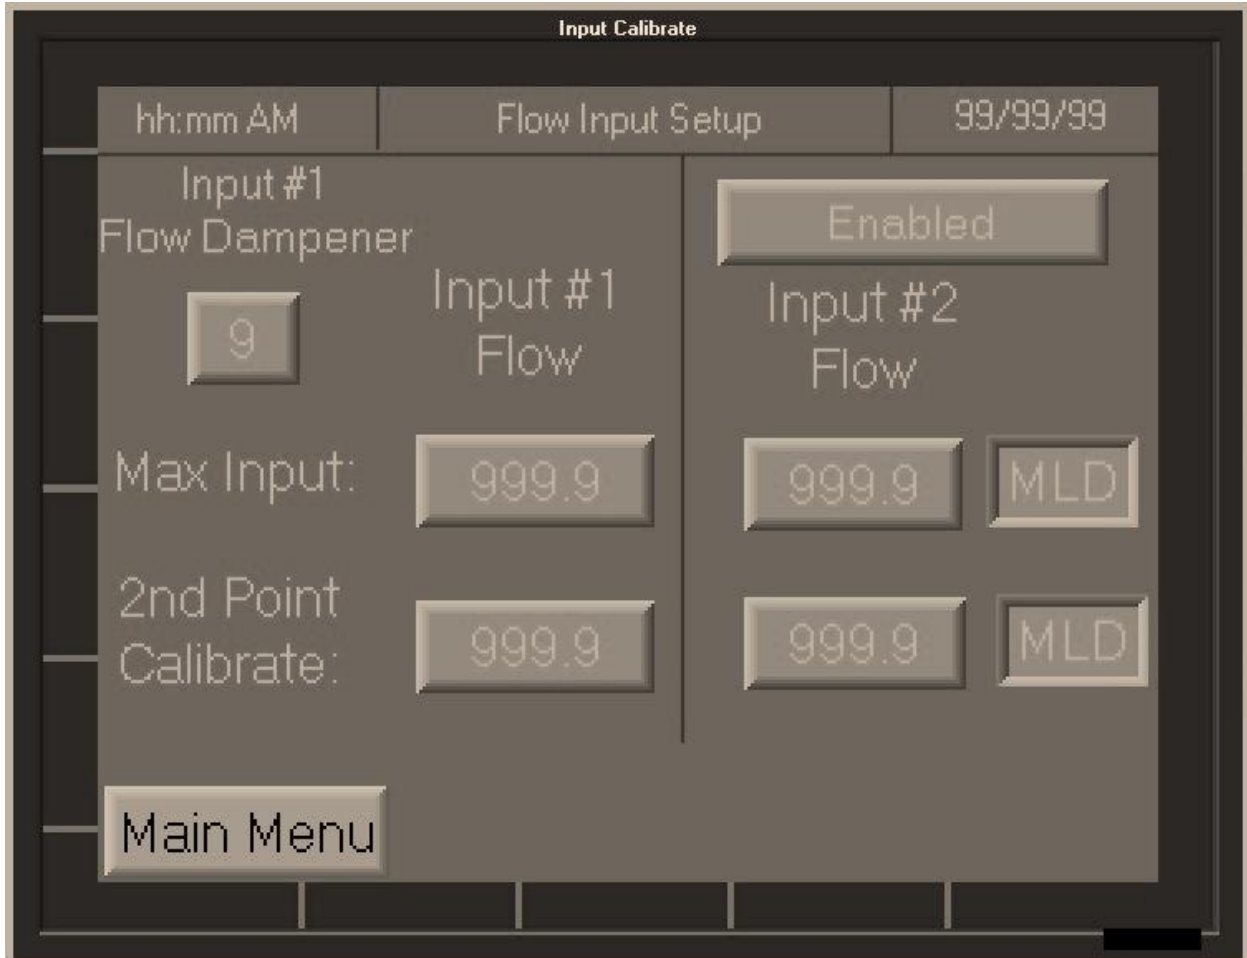 Input Calibrate
hh:mm AM Flow Input Setup 99/99/99
Input #1
Flow Dampener
9
Input #1
Flow
Enabled
Input #2
Flow
Max Input: 999.9 999.9 MLD
2nd Point
Calibrate: 999.9 999.9 MLD
Main Menu